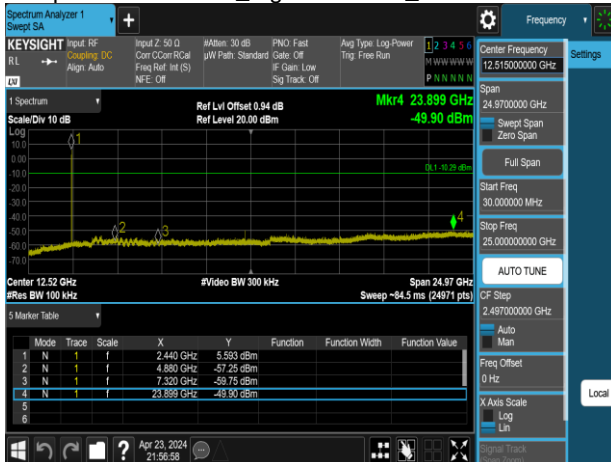 Spectrum Analyzer 1
Swept SA
Frequency
KEYSIGHT
RL
LXI
Input: RF
Coupling: DC
Align: Auto
Input Z: 50 Ω
Corr CCorr RCal
Freq Ref: Int (S)
NFE: Off
#Atten: 30 dB
µW Path: Standard
PNO: Fast
Gate: Off
IF Gain: Low
Sig Track: Off
Avg Type: Log-Power
Trig: Free Run
1 2 3 4 5 6
M W W W W W
P N N N N N
1 Spectrum
Scale/Div 10 dB
Log
Ref Lvl Offset 0.94 dB
Ref Level 20.00 dBm
Mkr4 23.899 GHz
-49.90 dBm
10.0
0.00
-10.0
-20.0
-30.0
-40.0
-50.0
-60.0
-70.0
1
2
3
4
DL1 -10.29 dBm
Center 12.52 GHz
#Res BW 100 kHz
#Video BW 300 kHz
Span 24.97 GHz
Sweep ~84.5 ms (24971 pts)
5 Marker Table
Mode Trace Scale X Y Function Function Width Function Value
1 N 1 f 2.440 GHz 5.593 dBm
2 N 1 f 4.880 GHz -57.25 dBm
3 N 1 f 7.320 GHz -59.75 dBm
4 N 1 f 23.899 GHz -49.90 dBm
5
6
?
Apr 23, 2024
21:56:58
Center Frequency
12.515000000 GHz
Span
24.9700000 GHz
Swept Span
Zero Span
Full Span
Start Freq
30.000000 MHz
Stop Freq
25.000000000 GHz
AUTO TUNE
CF Step
2.497000000 GHz
Auto
Man
Freq Offset
0 Hz
X Axis Scale
Log
Lin
Signal Track
(Span Zoom)
Settings
Local